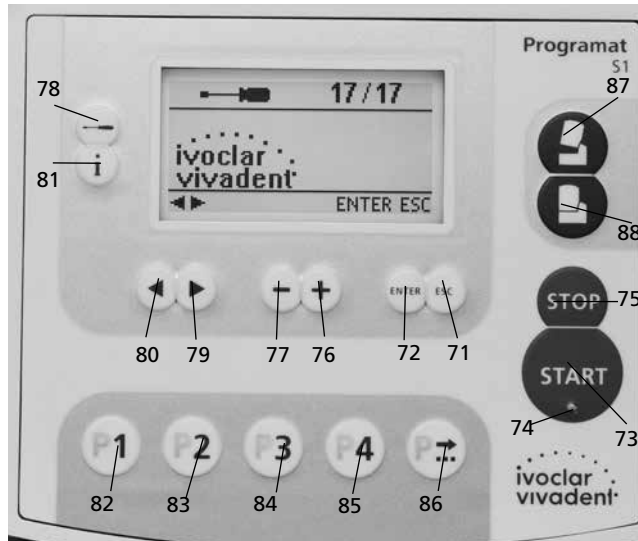 Programat
S1
78
87
17/17
81
i
ivoclar
vivadent
ENTER ESC
88
ENTER
ESC
STOP
75
80
79
77
76
72
71
START
74
73
P1
P2
P3
P4
P
82
83
84
85
86
ivoclar
vivadent